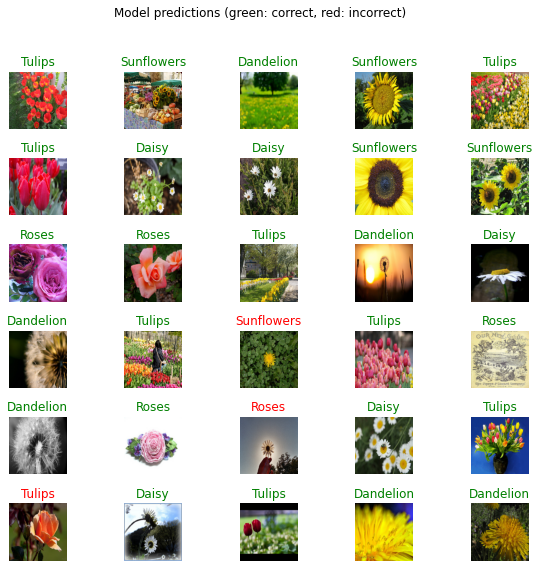 Model predictions (green: correct, red: incorrect)
Tulips Sunflowers Dandelion Sunflowers Tulips
Tulips Daisy Daisy Sunflowers Sunflowers
Roses Roses Tulips Dandelion Daisy
Dandelion Tulips Sunflowers Tulips Roses
Dandelion Roses Roses Daisy Tulips
Tulips Daisy Tulips Dandelion Dandelion